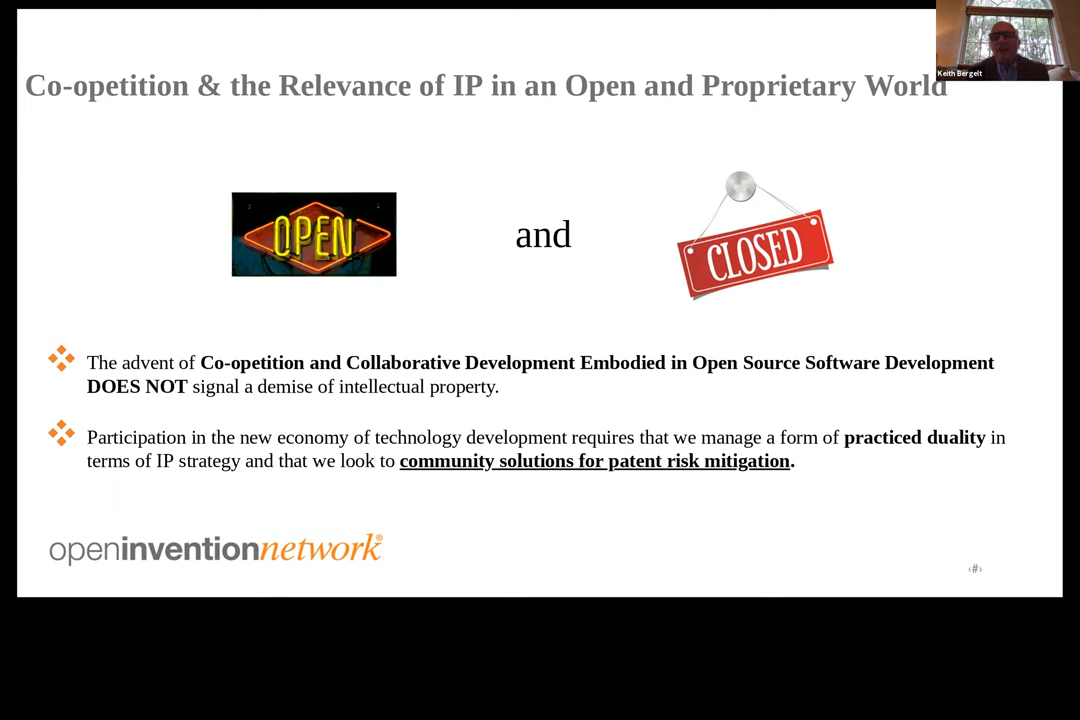 Keith Bergelt
Co-opetition & the Relevance of IP in an Open and Proprietary World
OPEN
and
CLOSED
The advent of Co-opetition and Collaborative Development Embodied in Open Source Software Development
DOES NOT signal a demise of intellectual property.
Participation in the new economy of technology development requires that we manage a form of practiced duality in
terms of IP strategy and that we look to community solutions for patent risk mitigation.
openinventionnetwork®
‹#›